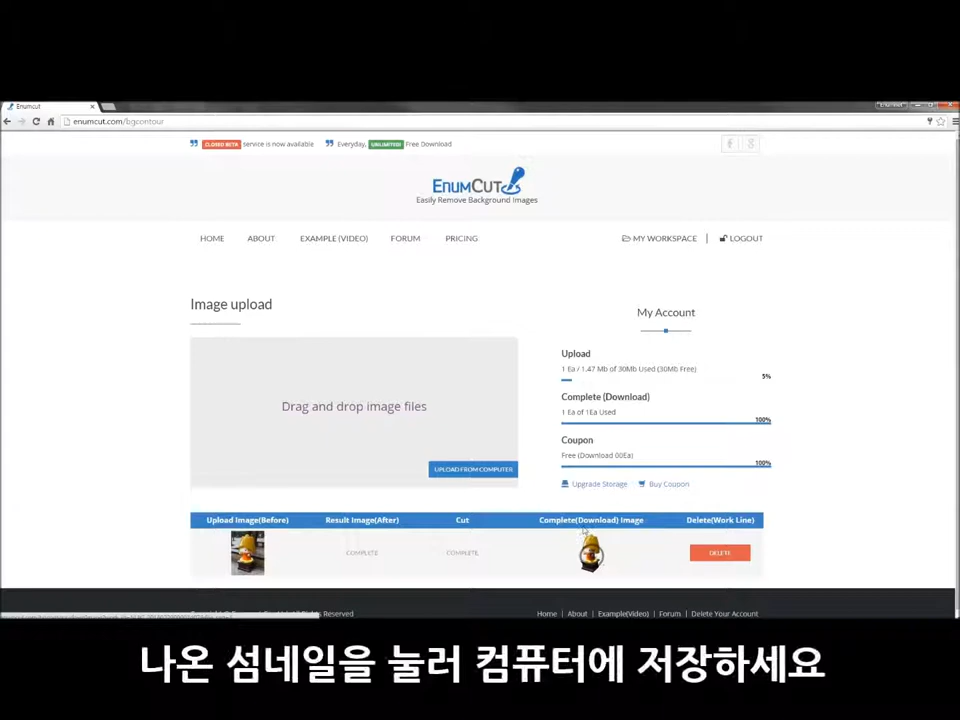 Enumcut
enumcut.com/bgcontour
CLOSED BETA service is now available Everyday, UNLIMITED! Free Download
ENUMCUT
Easily Remove Background Images
HOME ABOUT EXAMPLE (VIDEO) FORUM PRICING MY WORKSPACE LOGOUT
Image upload
My Account
Drag and drop image files
UPLOAD FROM COMPUTER
Upload
1 Ea / 1.47 Mb of 30Mb Used (30Mb Free)
5%
Complete (Download)
1 Ea of 1Ea Used
100%
Coupon
Free (Download 00Ea)
100%
Upgrade Storage Buy Coupon
Upload Image(Before) Result Image(After) Cut Complete(Download) Image Delete(Work Line)
COMPLETE COMPLETE DELETE
Rights Reserved Home | About | Example(Video) | Forum | Delete Your Account
나온 섬네일을 눌러 컴퓨터에 저장하세요